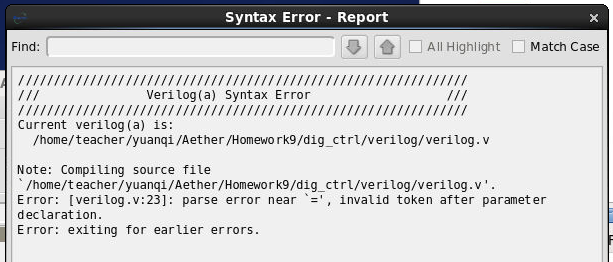 Syntax Error - Report
Find:
All Highlight
Match Case
//////////////////////////////////////////////////////////////
///               Verilog(a) Syntax Error                  ///
//////////////////////////////////////////////////////////////
Current verilog(a) is:
/home/teacher/yuanqi/Aether/Homework9/dig_ctrl/verilog/verilog.v
Note: Compiling source file
`/home/teacher/yuanqi/Aether/Homework9/dig_ctrl/verilog/verilog.v'.
Error: [verilog.v:23]: parse error near `=', invalid token after parameter
declaration.
Error: exiting for earlier errors.